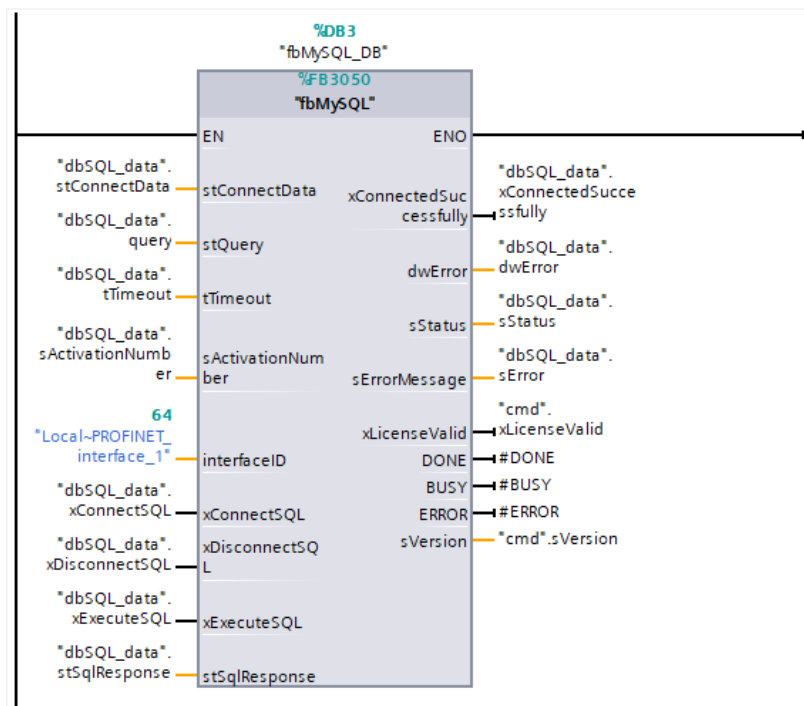 %DB3
"fbMySQL_DB"
%FB3050
"fbMySQL"
EN
ENO
"dbSQL_data".
stConnectData
stConnectData
"dbSQL_data".
xConnectedSucce
ssfully
xConnectedSuc
cessfully
"dbSQL_data".
query
stQuery
"dbSQL_data".
dwError
dwError
"dbSQL_data".
tTimeout
tTimeout
"dbSQL_data".
sStatus
sStatus
"dbSQL_data".
sActivationNumb
er
sActivationNum
ber
"dbSQL_data".
sError
sErrorMessage
64
"Local~PROFINET_
interface_1"
interfaceID
"cmd".
xLicenseValid
xLicenseValid
DONE
#DONE
"dbSQL_data".
xConnectSQL
xConnectSQL
BUSY
#BUSY
ERROR
#ERROR
"dbSQL_data".
xDisconnectSQL
xDisconnectSQ
L
sVersion
"cmd".sVersion
"dbSQL_data".
xExecuteSQL
xExecuteSQL
"dbSQL_data".
stSqlResponse
stSqlResponse